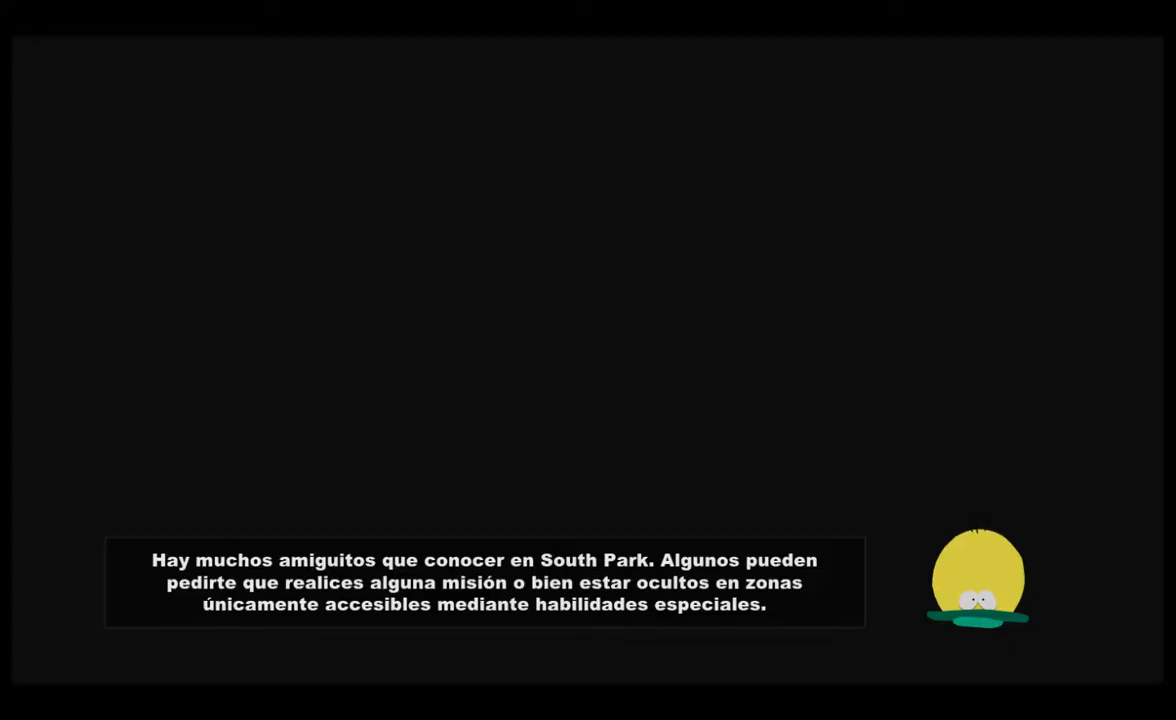 Hay muchos amiguitos que conocer en South Park. Algunos pueden
pedirte que realices alguna misión o bien estar ocultos en zonas
únicamente accesibles mediante habilidades especiales.